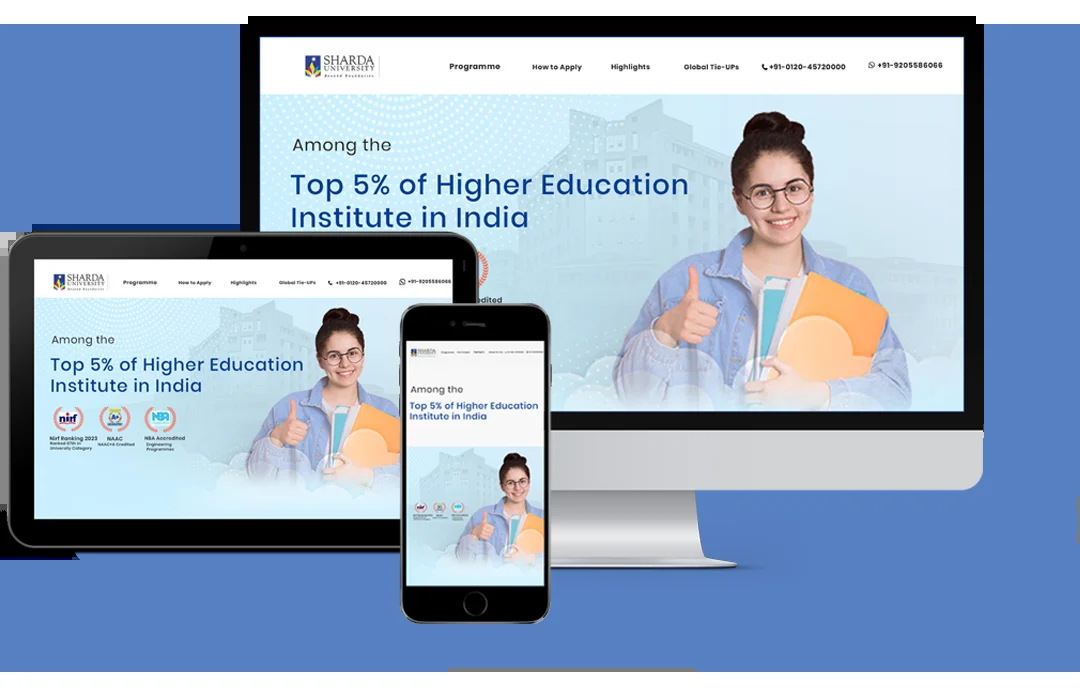 SHARDA
UNIVERSITY
Beyond Boundaries
Programme
How to Apply
Highlights
Global Tie-UPs
+91-0120-45720000
+91-9205586066
Among the
Top 5% of Higher Education
Institute in India
edited
SHARDA
UNIVERSITY
Beyond Boundaries
Programme
How to Apply
Highlights
Global Tie-UPs
+91-0120-45720000
+91-9205586066
Among the
Top 5% of Higher Education
Institute in India
nirf
A+
NBA
Nirf Ranking 2023
Ranked 87th in
University Category
NAAC
NAACA+ Credited
NBA Accredited
Engineering
Programmes
SHARDA
UNIVERSITY
Among the
Top 5% of Higher Education
Institute in India
nirf